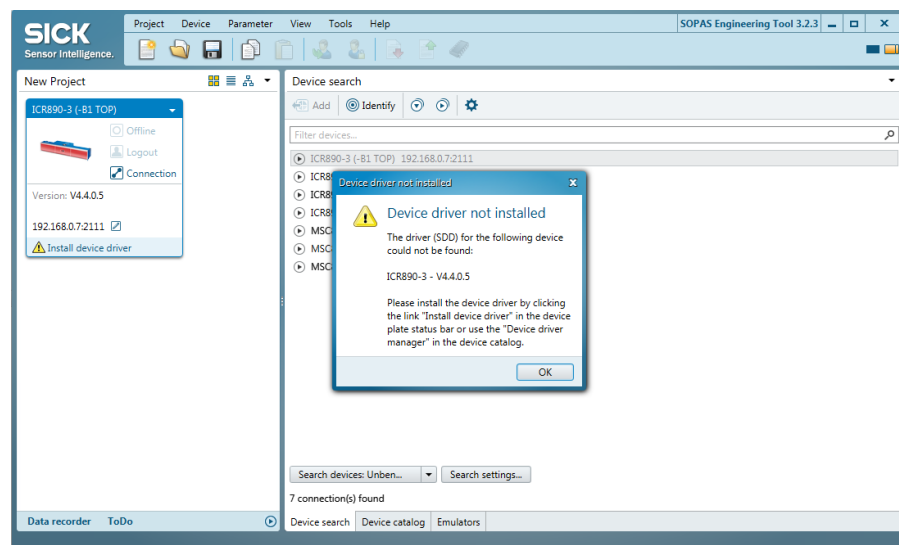 SICK
Sensor Intelligence.
Project Device Parameter View Tools Help
SOPAS Engineering Tool 3.2.3
New Project
ICR890-3 (-B1 TOP)
Offline
Logout
Connection
Version: V4.4.0.5
192.168.0.7:2111
Install device driver
Data recorder ToDo
Device search
Add Identify
Filter devices...
ICR890-3 (-B1 TOP) 192.168.0.7:2111
ICR8
ICR8
ICR8
MSC
MSC
MSC
Device driver not installed
Device driver not installed
The driver (SDD) for the following device
could not be found:
ICR890-3 - V4.4.0.5
Please install the device driver by clicking
the link "Install device driver" in the device
plate status bar or use the "Device driver
manager" in the device catalog.
OK
Search devices: Unben...
Search settings...
7 connection(s) found
Device search Device catalog Emulators